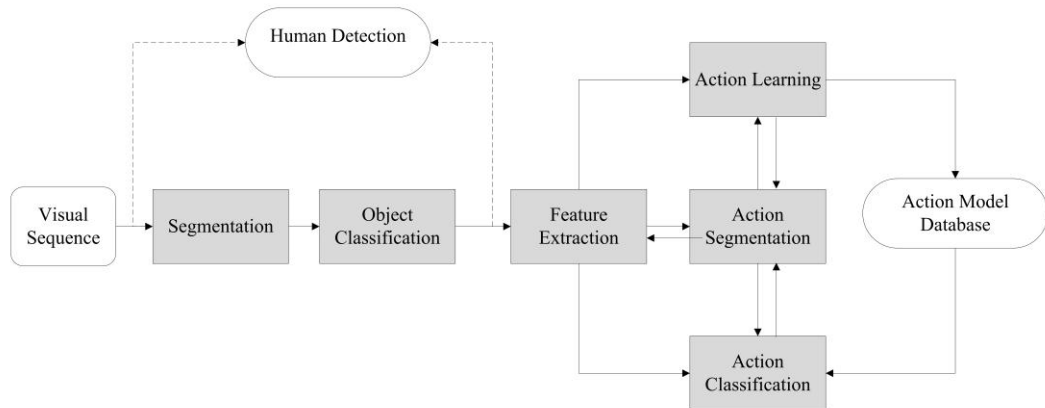 Human Detection
Action Learning
Visual
Sequence
Segmentation
Object
Classification
Feature
Extraction
Action
Segmentation
Action Model
Database
Action
Classification